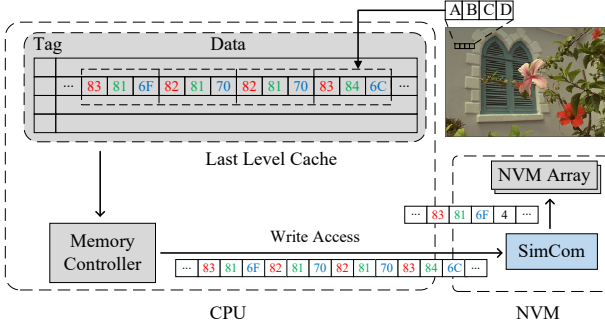 A B C D
Tag Data
... 83 81 6F 82 81 70 82 81 70 83 84 6C ...
Last Level Cache
NVM Array
... 83 81 6F 4 ...
Memory
Controller
Write Access
SimCom
... 83 81 6F 82 81 70 82 81 70 83 84 6C ...
CPU NVM